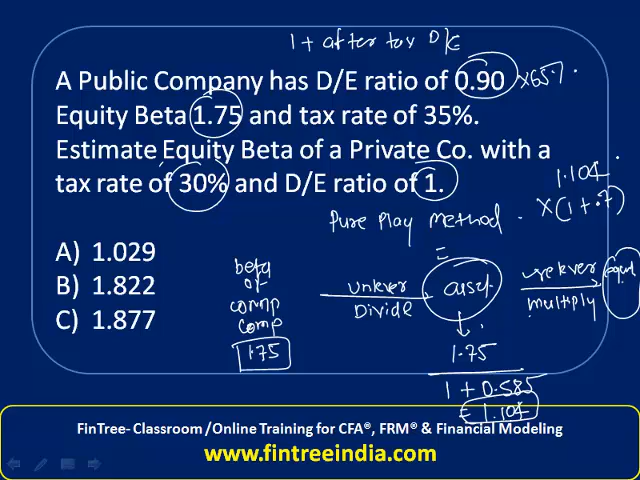 1 + after tax D/E
A Public Company has D/E ratio of 0.90 ×65%.
Equity Beta 1.75 and tax rate of 35%.
Estimate Equity Beta of a Private Co. with a
tax rate of 30% and D/E ratio of 1.
1.104
×(1 + .7)
Pure Play Method
=
A) 1.029
B) 1.822
C) 1.877
beta
of
comp
comp
1.75
unlever
Divide
asset
relever
multiply
equit
1.75
1 + 0.585
= 1.104
FinTree- Classroom /Online Training for CFA®, FRM® & Financial Modeling
www.fintreeindia.com